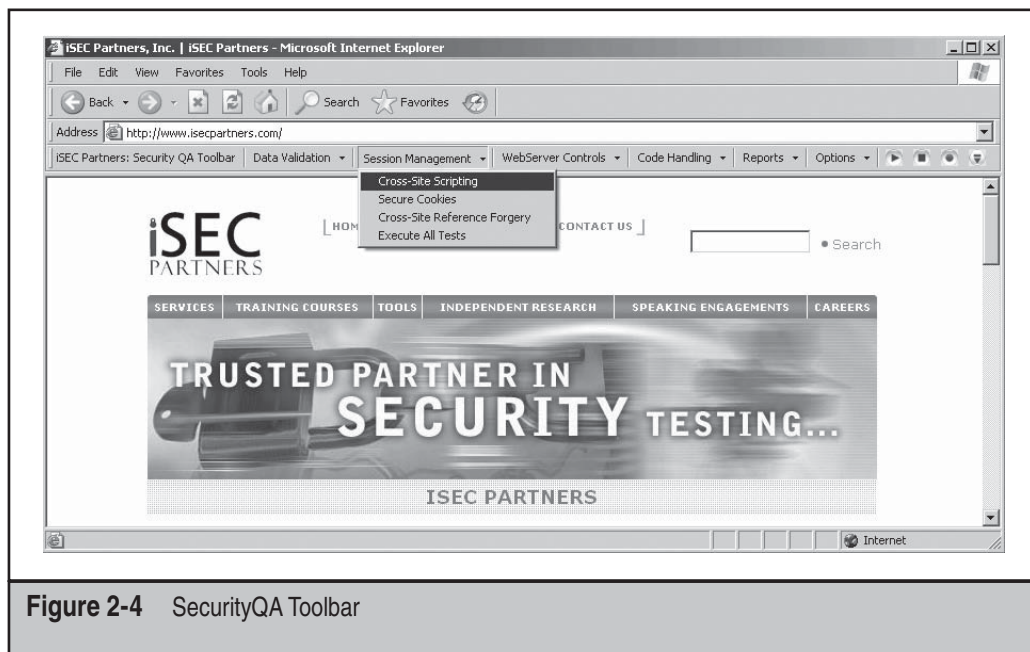 iSEC Partners, Inc. | iSEC Partners - Microsoft Internet Explorer
File Edit View Favorites Tools Help
Back Search Favorites
Address http://www.isecpartners.com/
iSEC Partners: Security QA Toolbar Data Validation Session Management WebServer Controls Code Handling Reports Options
Cross-Site Scripting
Secure Cookies
Cross-Site Reference Forgery
Execute All Tests
iSEC
PARTNERS
HOM
CONTACT US
Search
SERVICES TRAINING COURSES TOOLS INDEPENDENT RESEARCH SPEAKING ENGAGEMENTS CAREERS
TRUSTED PARTNER IN
SECURITY TESTING...
ISEC PARTNERS
Internet
Figure 2-4 SecurityQA Toolbar